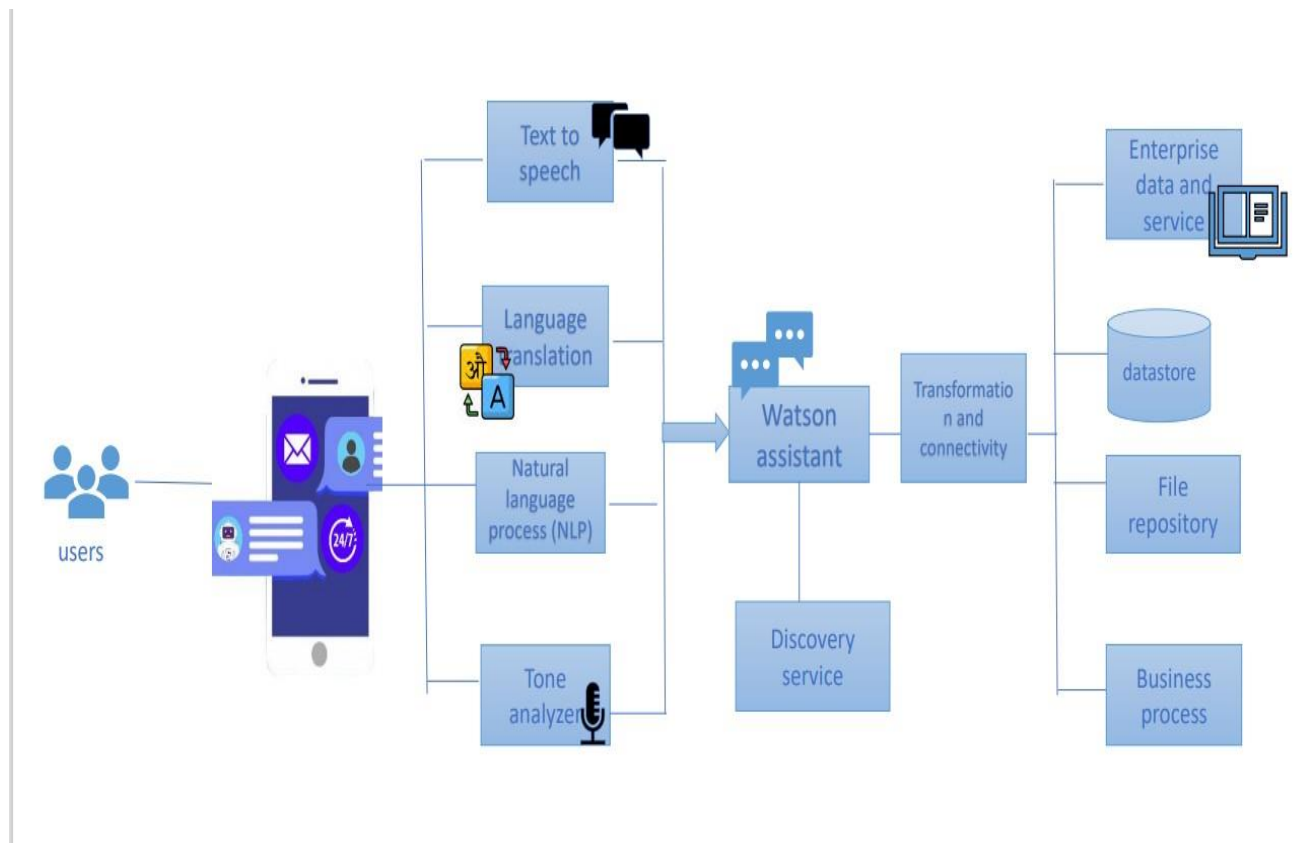 users
24/7
Text to
speech
Language
translation
अ
A
Natural
language
process (NLP)
Tone
analyzer
Watson
assistant
Discovery
service
Transformatio
n and
connectivity
Enterprise
data and
service
datastore
File
repository
Business
process